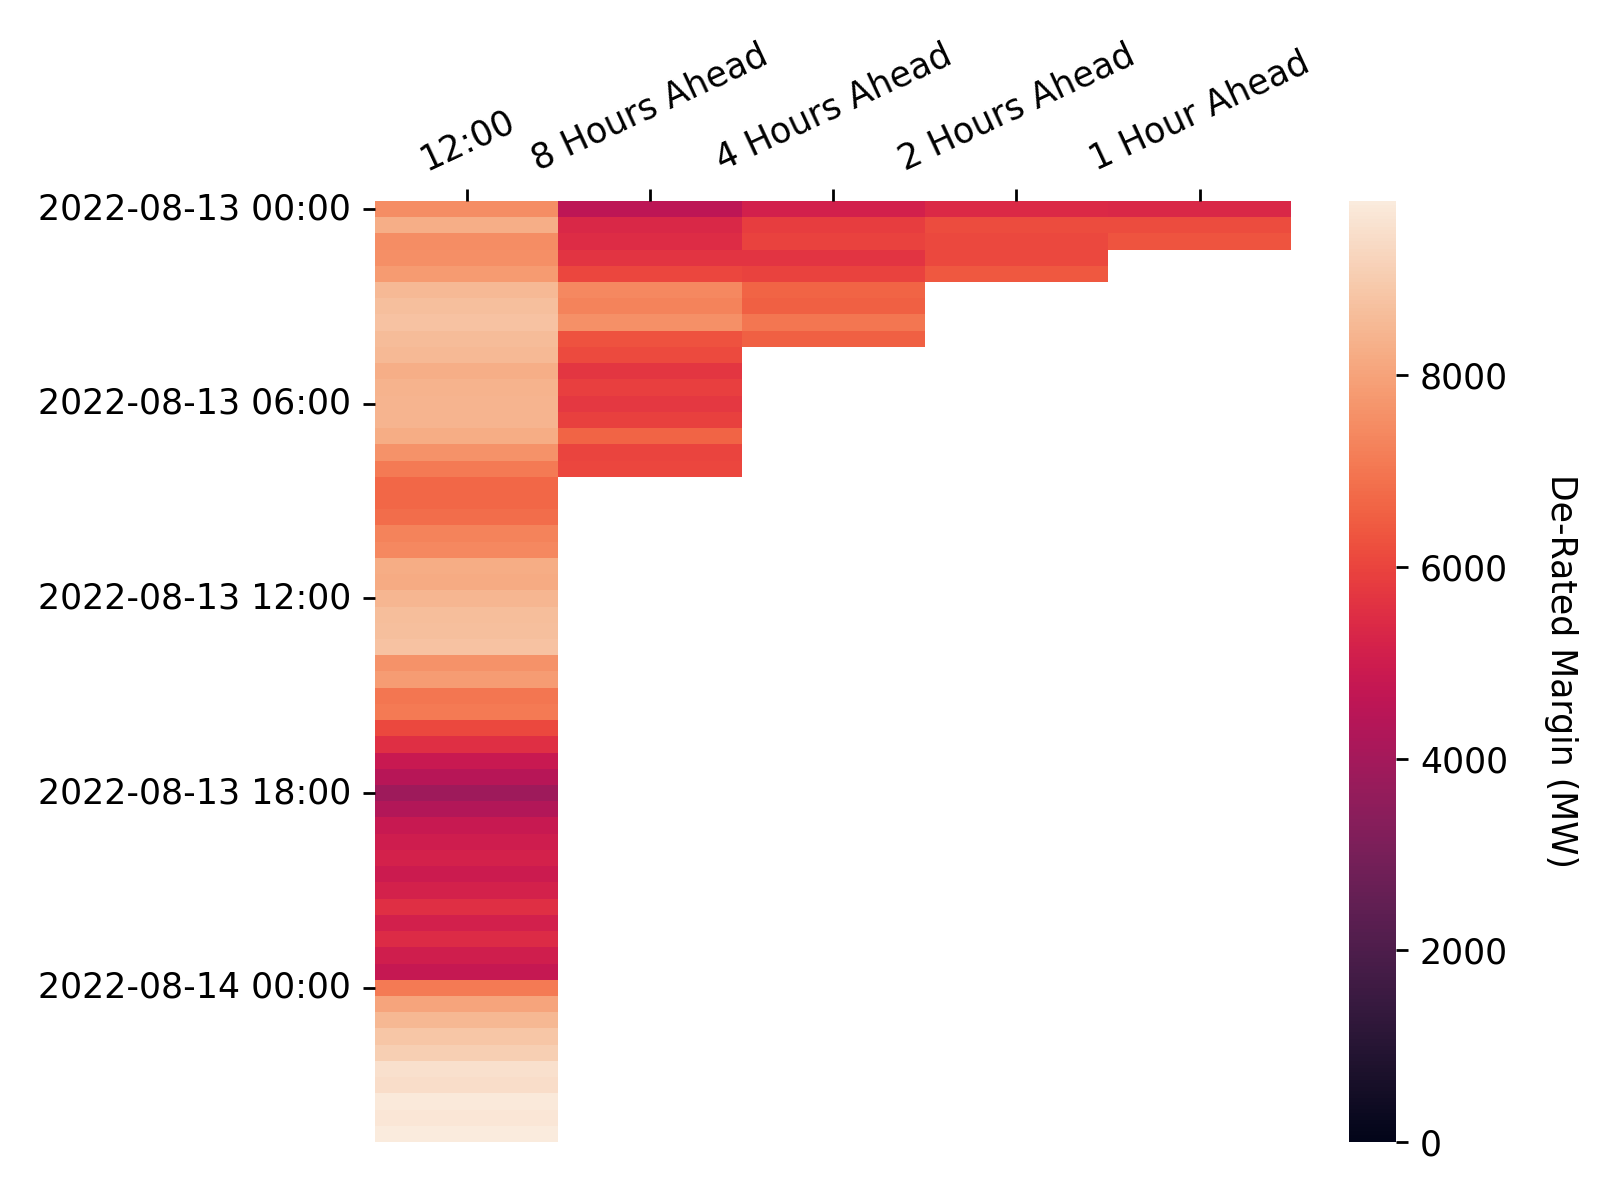 12:00
8 Hours Ahead
4 Hours Ahead
2 Hours Ahead
1 Hour Ahead
2022-08-13 00:00
2022-08-13 06:00
2022-08-13 12:00
2022-08-13 18:00
2022-08-14 00:00
8000
6000
4000
2000
0
De-Rated Margin (MW)